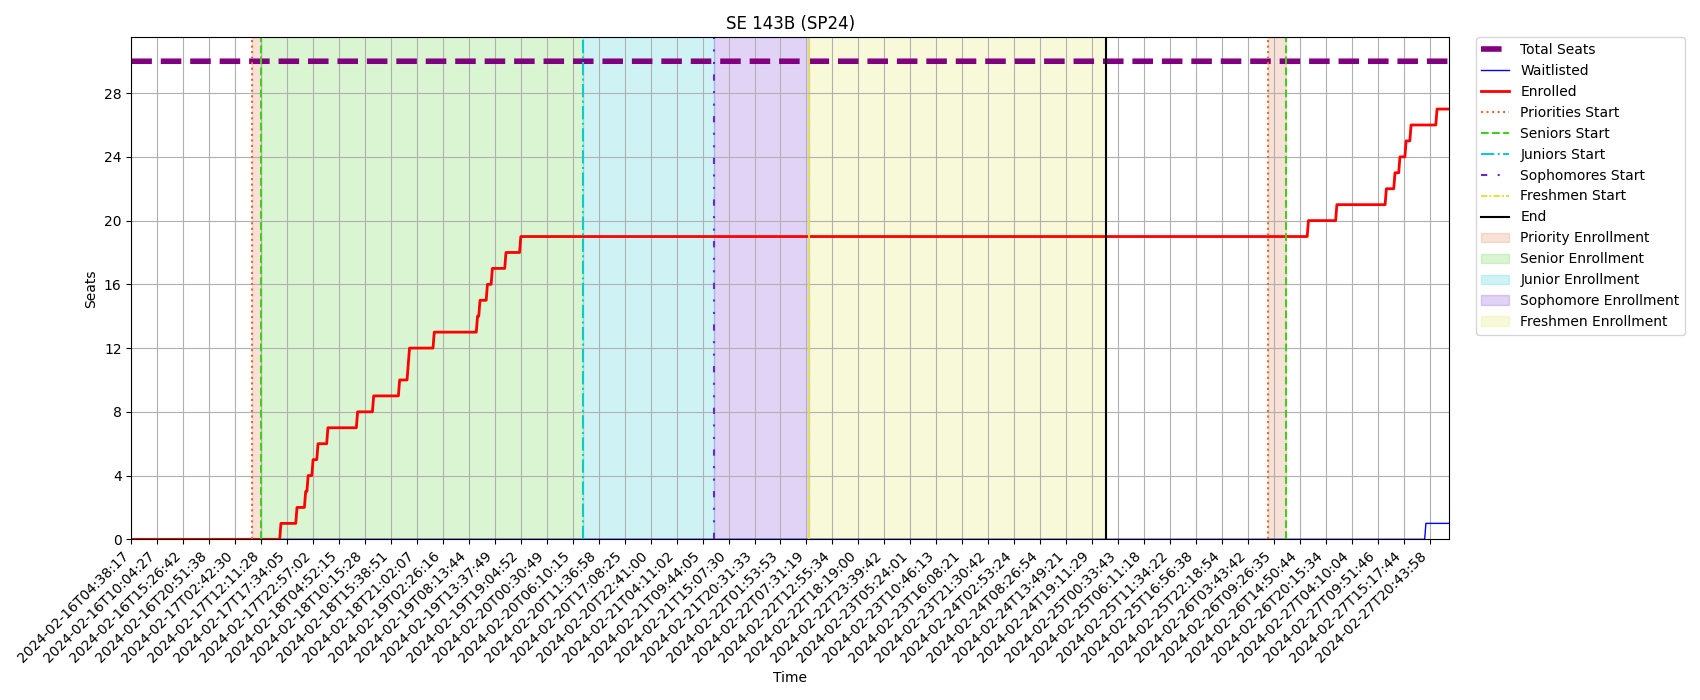 SE 143B (SP24)
Total Seats
Waitlisted
Enrolled
Priorities Start
Seniors Start
Juniors Start
Sophomores Start
Freshmen Start
End
Priority Enrollment
Senior Enrollment
Junior Enrollment
Sophomore Enrollment
Freshmen Enrollment
Seats
28
24
20
16
12
8
4
0
2024-02-16T04:38:17
2024-02-16T10:04:27
2024-02-16T15:26:42
2024-02-16T20:51:38
2024-02-17T02:42:30
2024-02-17T12:11:28
2024-02-17T17:34:05
2024-02-17T22:57:02
2024-02-18T04:52:15
2024-02-18T10:15:28
2024-02-18T15:38:51
2024-02-18T21:02:07
2024-02-19T02:26:16
2024-02-19T08:13:44
2024-02-19T13:37:49
2024-02-19T19:04:52
2024-02-20T00:30:49
2024-02-20T06:10:15
2024-02-20T11:36:58
2024-02-20T17:08:25
2024-02-20T22:41:00
2024-02-21T04:11:02
2024-02-21T09:44:05
2024-02-21T15:07:30
2024-02-21T20:31:33
2024-02-22T01:53:53
2024-02-22T07:31:19
2024-02-22T12:55:34
2024-02-22T18:19:00
2024-02-22T23:39:42
2024-02-23T05:24:01
2024-02-23T10:46:13
2024-02-23T16:08:21
2024-02-23T21:30:42
2024-02-24T02:53:24
2024-02-24T08:26:54
2024-02-24T13:49:21
2024-02-24T19:11:29
2024-02-25T00:33:43
2024-02-25T06:11:18
2024-02-25T11:34:22
2024-02-25T16:56:38
2024-02-25T22:18:54
2024-02-26T03:43:42
2024-02-26T09:26:35
2024-02-26T14:50:44
2024-02-26T20:15:34
2024-02-27T04:10:04
2024-02-27T09:51:46
2024-02-27T15:17:44
2024-02-27T20:43:58
Time